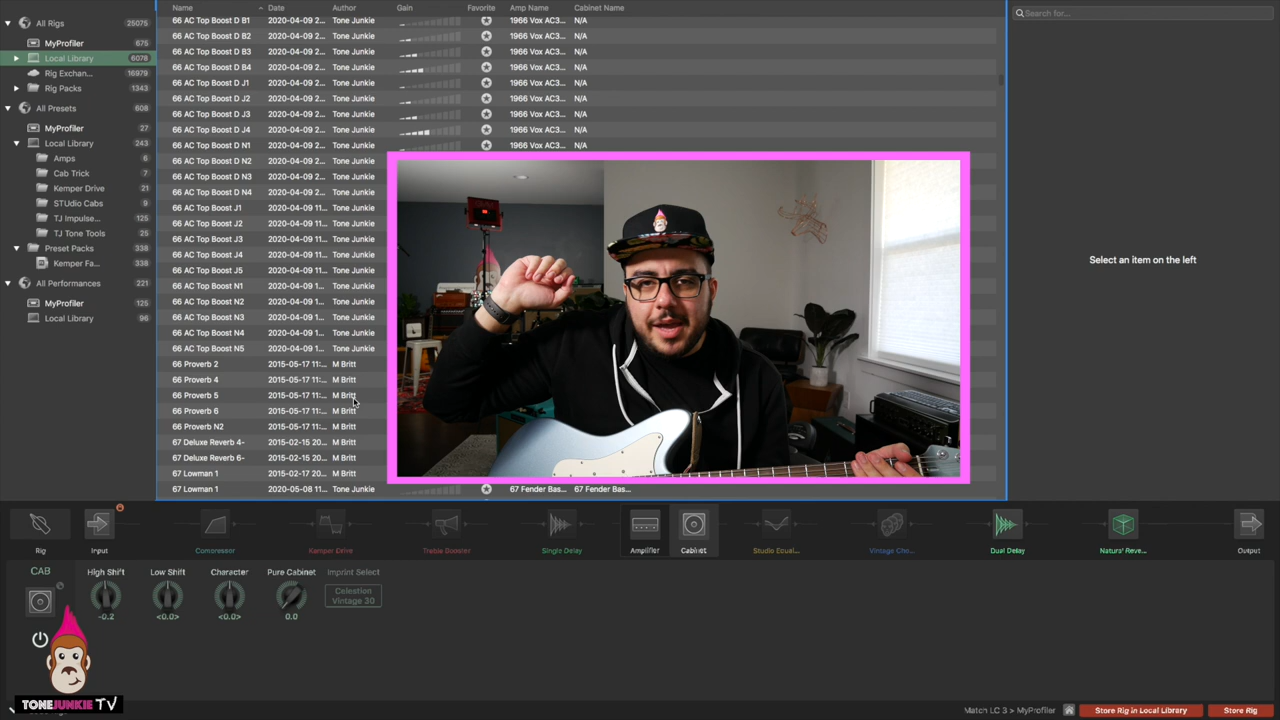 All Rigs 25075
MyProfiler 675
Local Library 6078
Rig Exchan... 16979
Rig Packs 1343
All Presets 608
MyProfiler 27
Local Library 243
Amps 6
Cab Trick 7
Kemper Drive 21
STUdio Cabs 9
TJ Impulse... 125
TJ Tone Tools 25
Preset Packs 338
Kemper Fa... 338
All Performances 221
MyProfiler 125
Local Library 96
Name Date Author Gain Favorite Amp Name Cabinet Name
66 AC Top Boost D B1 2020-04-09 2... Tone Junkie 1966 Vox AC3... N/A
66 AC Top Boost D B2 2020-04-09 2... Tone Junkie 1966 Vox AC3... N/A
66 AC Top Boost D B3 2020-04-09 2... Tone Junkie 1966 Vox AC3... N/A
66 AC Top Boost D B4 2020-04-09 2... Tone Junkie 1966 Vox AC3... N/A
66 AC Top Boost D J1 2020-04-09 2... Tone Junkie 1966 Vox AC3... N/A
66 AC Top Boost D J2 2020-04-09 2... Tone Junkie 1966 Vox AC3... N/A
66 AC Top Boost D J3 2020-04-09 2... Tone Junkie 1966 Vox AC3... N/A
66 AC Top Boost D J4 2020-04-09 2... Tone Junkie 1966 Vox AC3... N/A
66 AC Top Boost D N1 2020-04-09 2... Tone Junkie 1966 Vox AC3... N/A
66 AC Top Boost D N2 2020-04-09 2... Tone Junkie
66 AC Top Boost D N3 2020-04-09 2... Tone Junkie
66 AC Top Boost D N4 2020-04-09 2... Tone Junkie
66 AC Top Boost J1 2020-04-09 11... Tone Junkie
66 AC Top Boost J2 2020-04-09 11... Tone Junkie
66 AC Top Boost J3 2020-04-09 11... Tone Junkie
66 AC Top Boost J4 2020-04-09 11... Tone Junkie
66 AC Top Boost J5 2020-04-09 11... Tone Junkie
66 AC Top Boost N1 2020-04-09 1... Tone Junkie
66 AC Top Boost N2 2020-04-09 1... Tone Junkie
66 AC Top Boost N3 2020-04-09 1... Tone Junkie
66 AC Top Boost N4 2020-04-09 1... Tone Junkie
66 AC Top Boost N5 2020-04-09 1... Tone Junkie
66 Proverb 2 2015-05-17 11:... M Britt
66 Proverb 4 2015-05-17 11:... M Britt
66 Proverb 5 2015-05-17 11:... M Britt
66 Proverb 6 2015-05-17 11:... M Britt
66 Proverb N2 2015-05-17 11:... M Britt
67 Deluxe Reverb 4- 2015-02-15 20... M Britt
67 Deluxe Reverb 6- 2015-02-15 20... M Britt
67 Lowman 1 2015-02-17 11:... M Britt
67 Lowman 1 2020-05-08 11... Tone Junkie 67 Fender Bas... 67 Fender Bas...
Search for...
Select an item on the left
Rig Input Compressor Kemper Drive Treble Booster Single Delay Amplifier Cabinet Studio Equal... Vintage Cho... Dual Delay Natural Reve... Output
CAB High Shift Low Shift Character Pure Cabinet Imprint Select
Celestion
Vintage 30
-0.2 <0.0> <0.0> 0.0
TONEJUNKIE TV
Match LC 3 > MyProfiler Store Rig in Local Library Store Rig